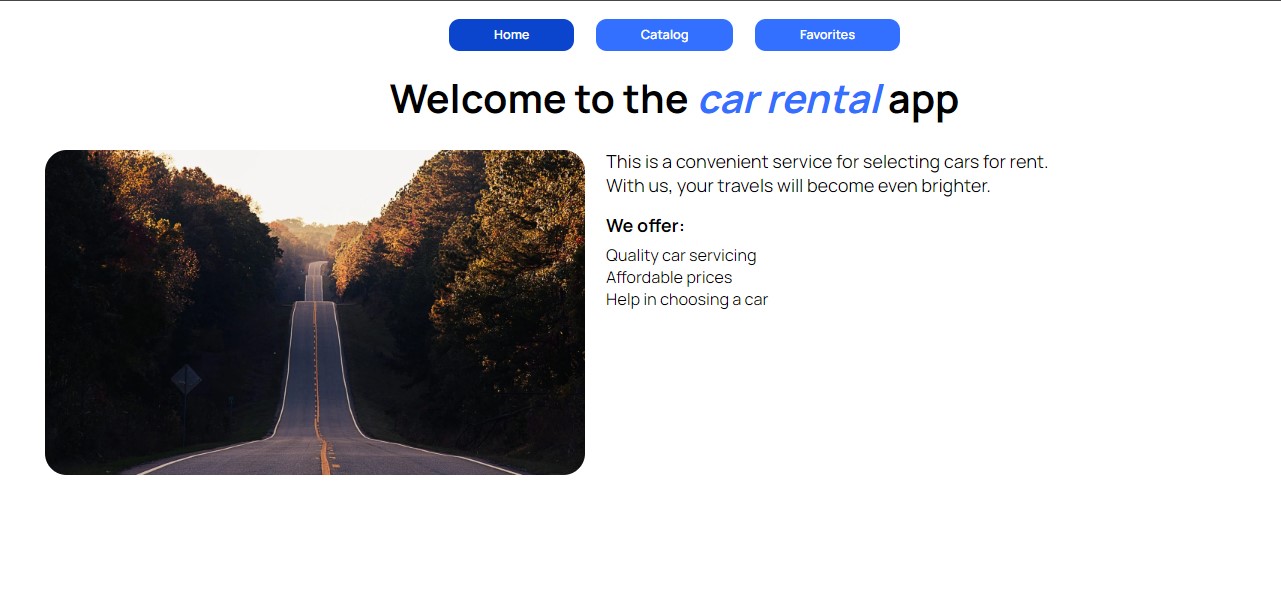 Home Catalog Favorites
Welcome to the car rental app
This is a convenient service for selecting cars for rent.
With us, your travels will become even brighter.
We offer:
Quality car servicing
Affordable prices
Help in choosing a car